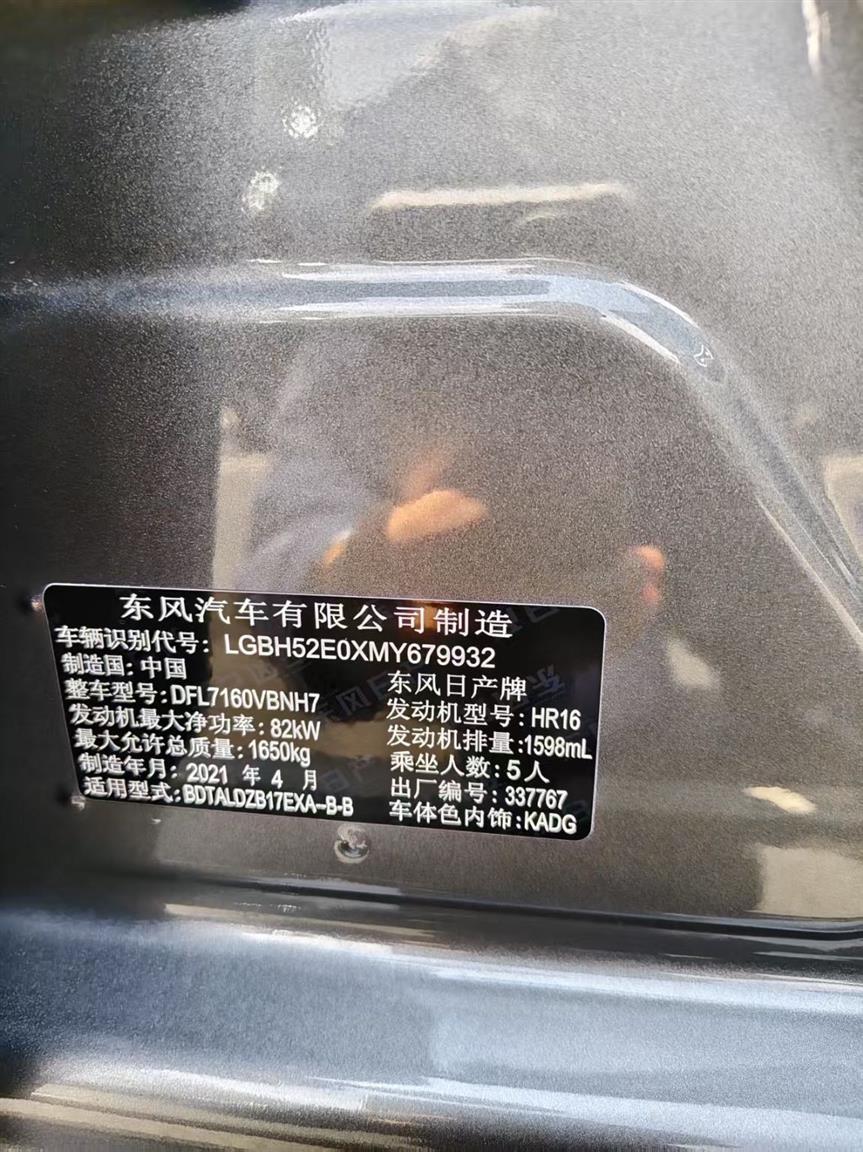 东风汽车有限公司制造
车辆识别代号: LGBH52E0XMY679932
制造国: 中国 东风日产牌
整车型号: DFL7160VBNH7 发动机型号: HR16
发动机最大净功率: 82kW 发动机排量: 1598mL
最大允许总质量: 1650kg 乘坐人数: 5人
制造年月: 2021 年 4 月 出厂编号: 337767
适用型式: BDTALDZB17EXA-B-B 车体色内饰: KADG